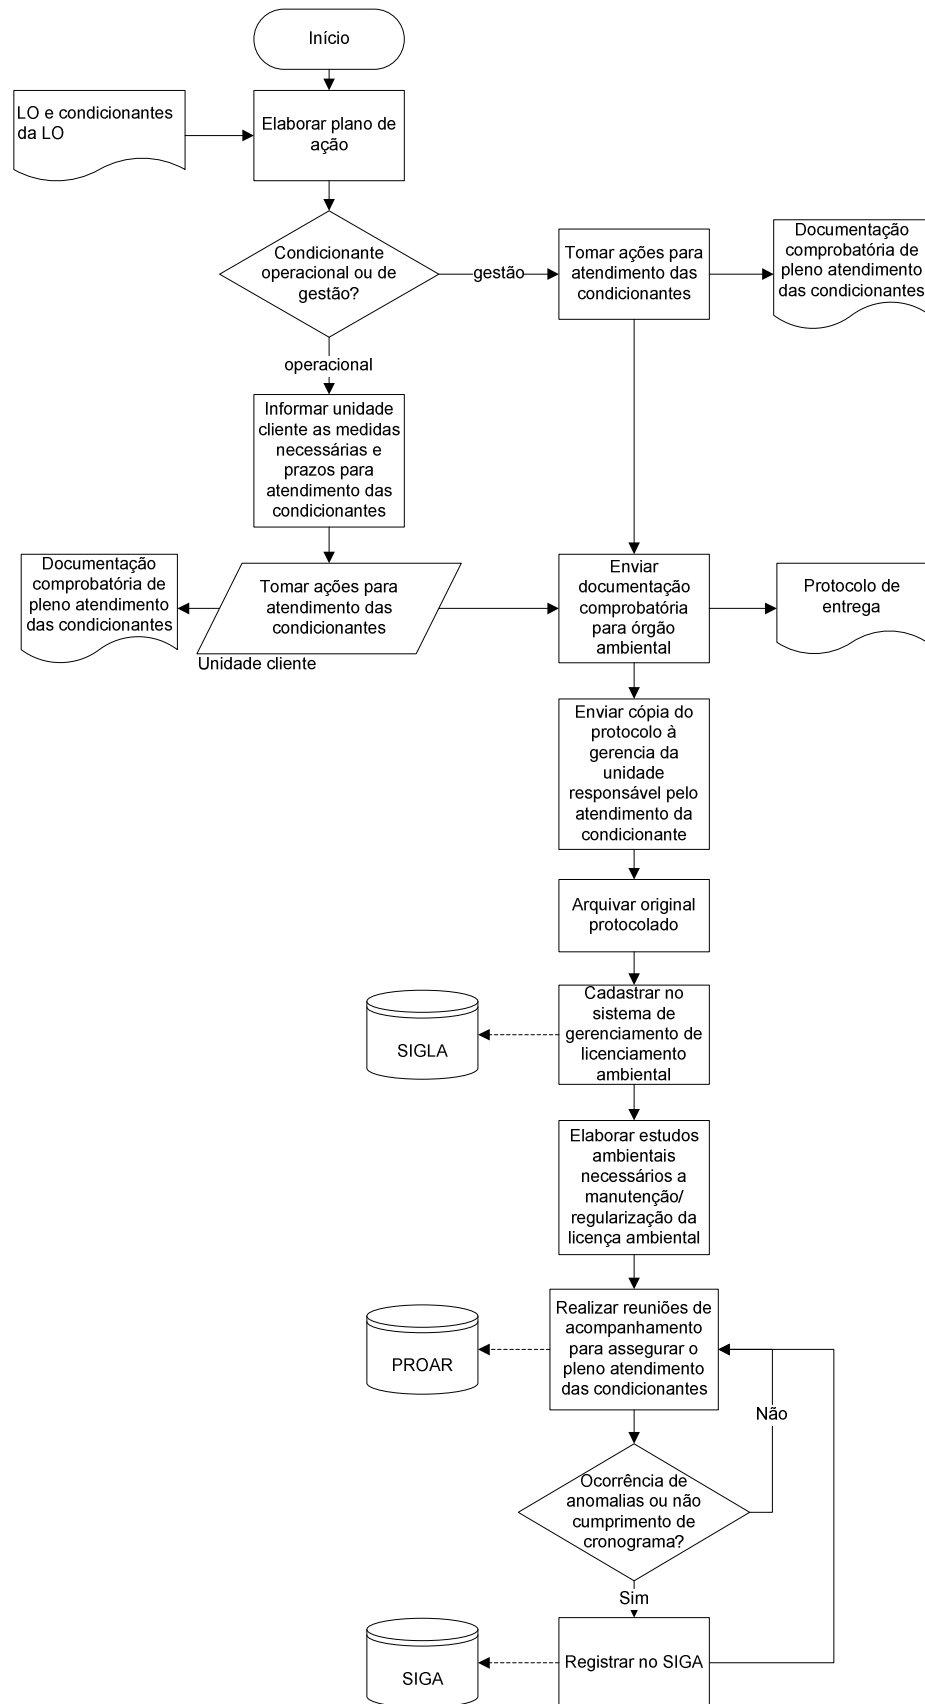 Início
LO e condicionantes
da LO
Elaborar plano de
ação
Condicionante
operacional ou de
gestão?
gestão
Tomar ações para
atendimento das
condicionantes
Documentação
comprobatória de
pleno atendimento
das condicionantes
operacional
Informar unidade
cliente as medidas
necessárias e
prazos para
atendimento das
condicionantes
Documentação
comprobatória de
pleno atendimento
das condicionantes
Tomar ações para
atendimento das
condicionantes
Unidade cliente
Enviar
documentação
comprobatória
para órgão
ambiental
Protocolo de
entrega
Enviar cópia do
protocolo à
gerencia da
unidade
responsável pelo
atendimento da
condicionante
Arquivar original
protocolado
Cadastrar no
sistema de
gerenciamento de
licenciamento
ambiental
SIGLA
Elaborar estudos
ambientais
necessários a
manutenção/
regularização da
licença ambiental
Realizar reuniões de
acompanhamento
para assegurar o
pleno atendimento
das condicionantes
PROAR
Não
Ocorrência de
anomalias ou não
cumprimento de
cronograma?
Sim
Registrar no SIGA
SIGA